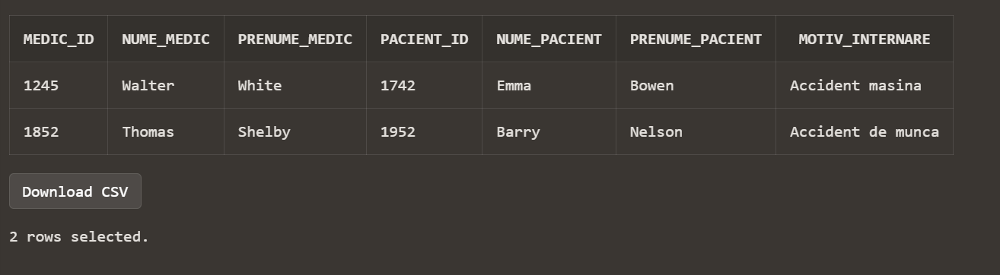 MEDIC_ID NUME_MEDIC PRENUME_MEDIC PACIENT_ID NUME_PACIENT PRENUME_PACIENT MOTIV_INTERNARE
1245 Walter White 1742 Emma Bowen Accident masina
1852 Thomas Shelby 1952 Barry Nelson Accident de munca
Download CSV
2 rows selected.